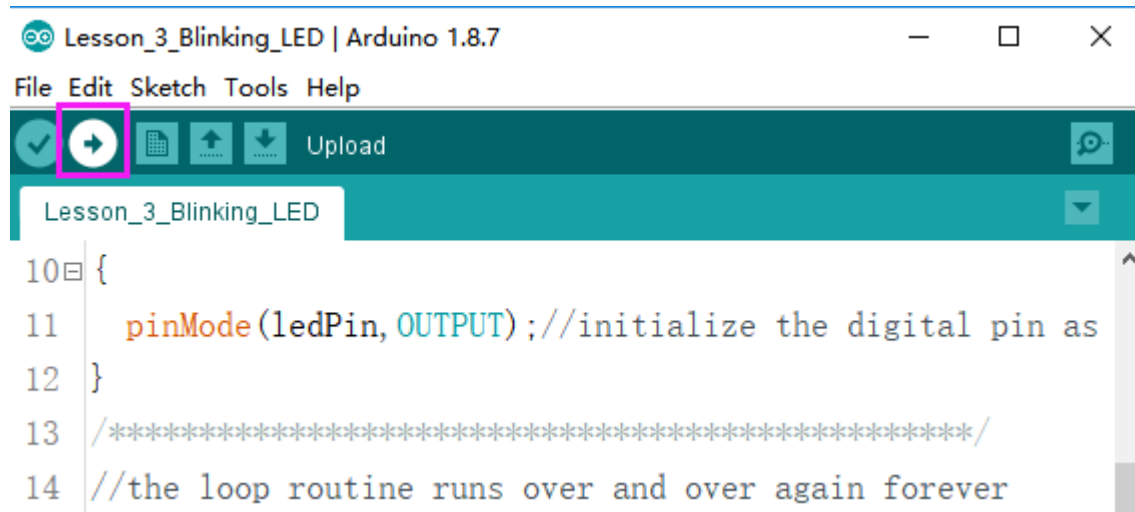 Lesson_3_Blinking_LED | Arduino 1.8.7
File Edit Sketch Tools Help
Upload
Lesson_3_Blinking_LED
10 {
11 pinMode(ledPin,OUTPUT);//initialize the digital pin as
12 }
13 /************************************************/
14 //the loop routine runs over and over again forever